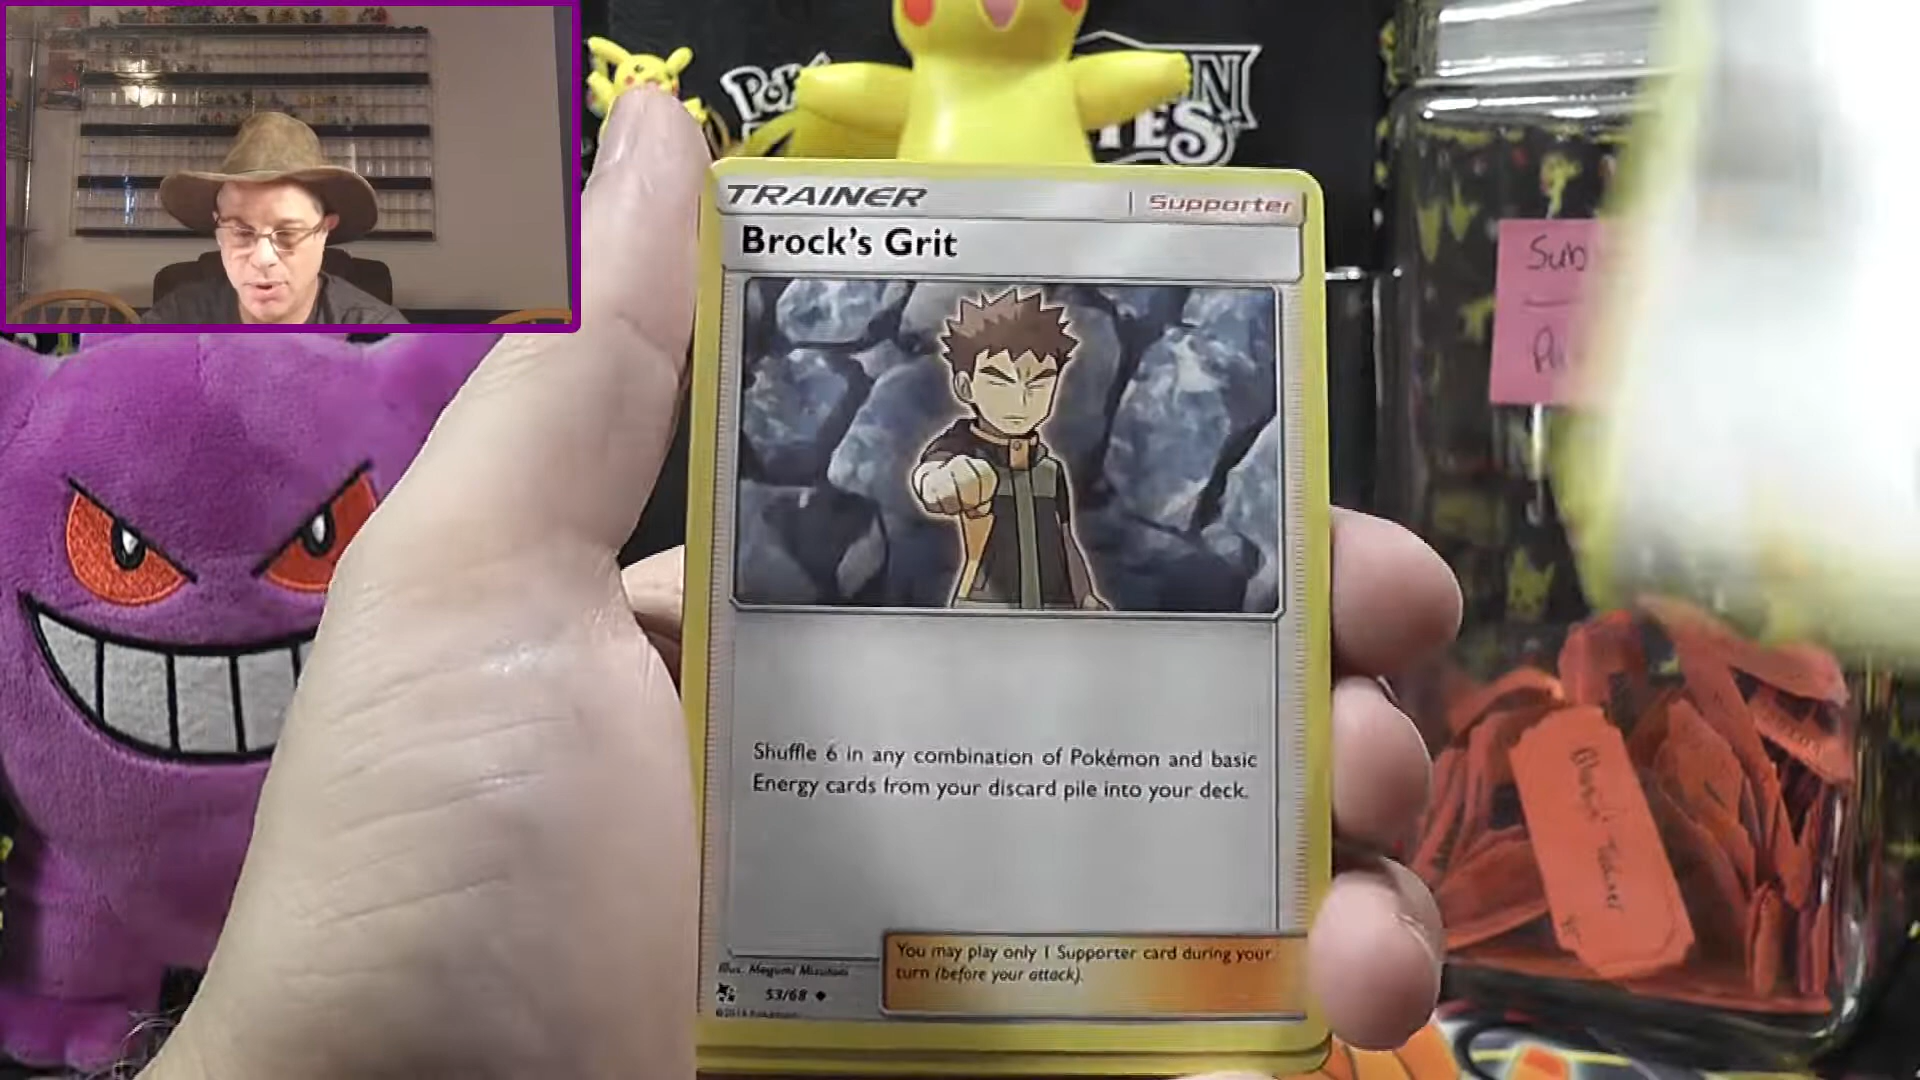 TRAINER
Supporter
Brock's Grit
Shuffle 6 in any combination of Pokémon and basic
Energy cards from your discard pile into your deck.
You may play only 1 Supporter card during your
turn (before your attack).
Illus. Megumi Mizutani
53/68
Sub